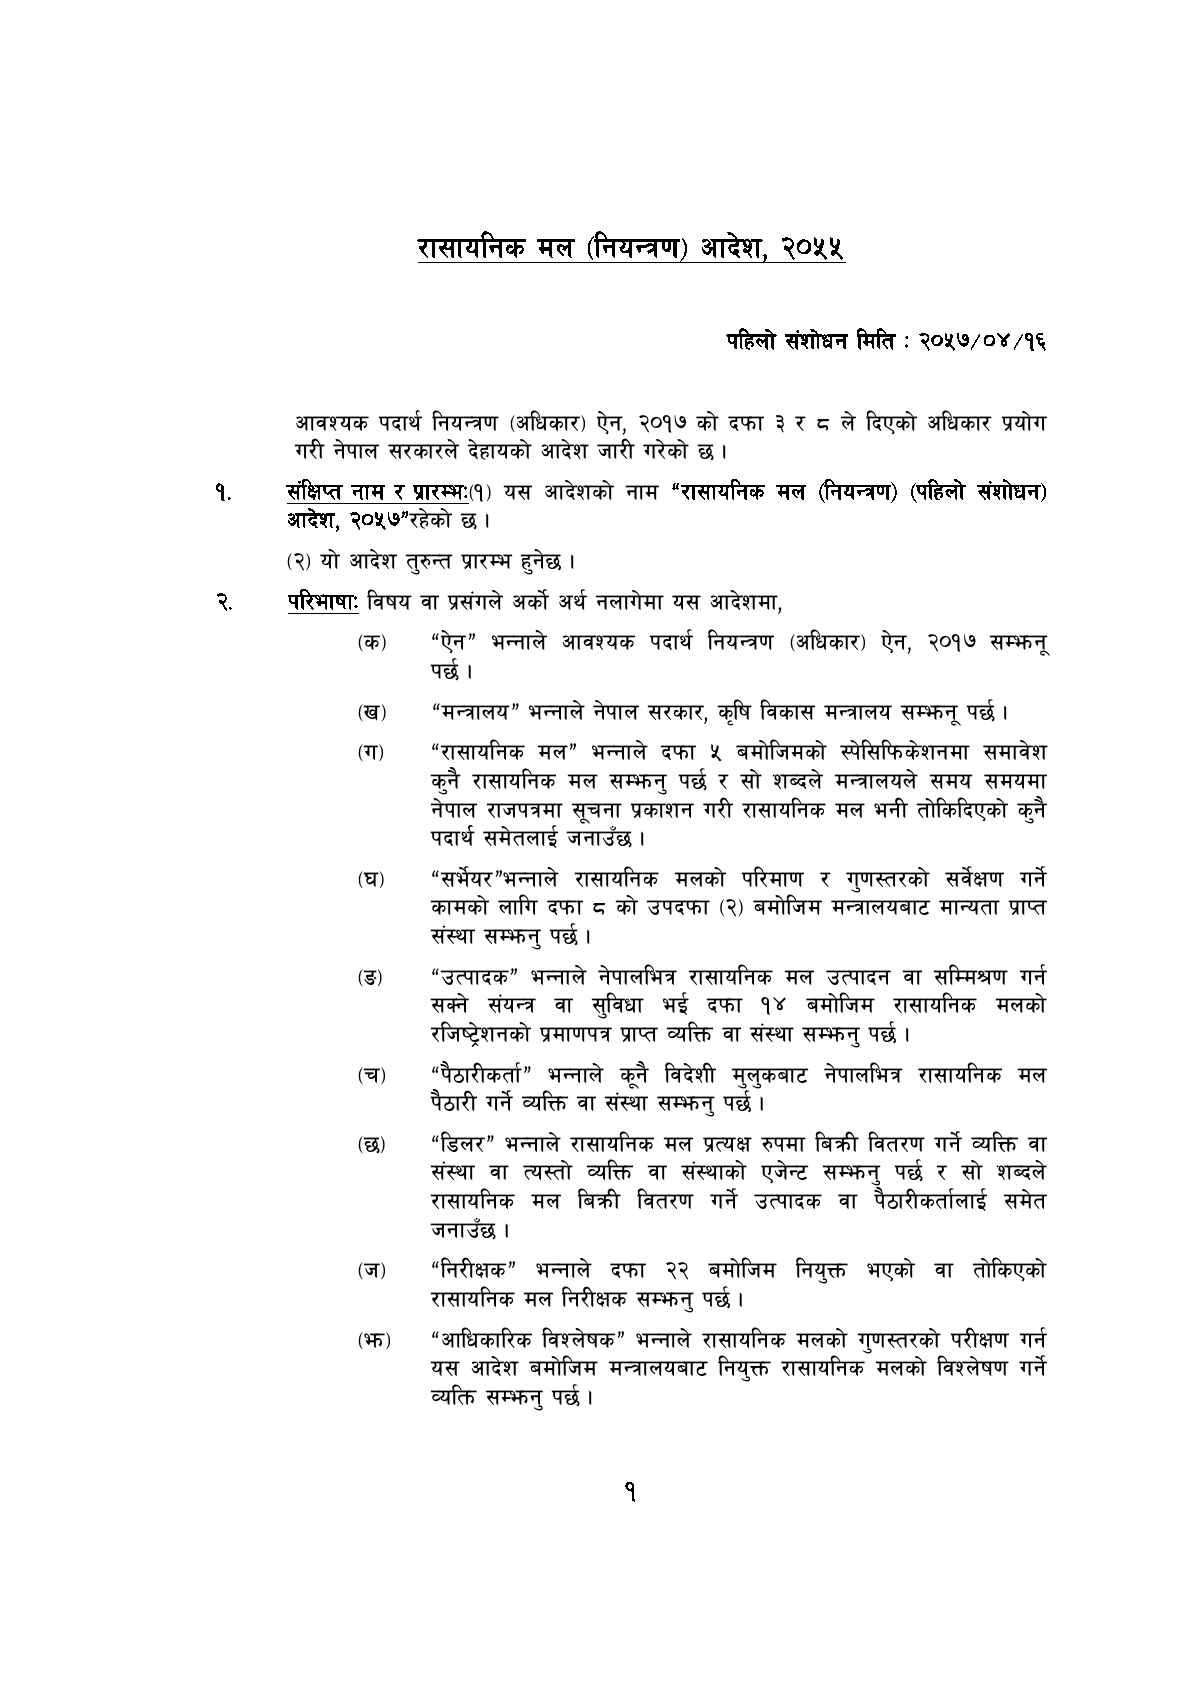 रासायनिक मल (नियन्त्रण) आदेश, २०५५
पहिलो संशोधन मिति : २०५७/०४/१६
आवश्यक पदार्थ नियन्त्रण (अधिकार) ऐन, २०१७ को दफा ३ र ८ ले दिएको अधिकार प्रयोग
गरी नेपाल सरकारले देहायको आदेश जारी गरेको छ ।
१. संक्षिप्त नाम र प्रारम्भः(१) यस आदेशको नाम “रासायनिक मल (नियन्त्रण) (पहिलो संशोधन)
आदेश, २०५७”रहेको छ ।
(२) यो आदेश तुरुन्त प्रारम्भ हुनेछ ।
२. परिभाषाः विषय वा प्रसंगले अर्को अर्थ नलागेमा यस आदेशमा,
(क) “ऐन” भन्नाले आवश्यक पदार्थ नियन्त्रण (अधिकार) ऐन, २०१७ सम्झनू
पर्छ ।
(ख) “मन्त्रालय” भन्नाले नेपाल सरकार, कृषि विकास मन्त्रालय सम्झनू पर्छ ।
(ग) “रासायनिक मल” भन्नाले दफा ५ बमोजिमको स्पेसिफिकेशनमा समावेश
कुनै रासायनिक मल सम्झनु पर्छ र सो शब्दले मन्त्रालयले समय समयमा
नेपाल राजपत्रमा सूचना प्रकाशन गरी रासायनिक मल भनी तोकिदिएको कुनै
पदार्थ समेतलाई जनाउँछ ।
(घ) “सर्भेयर”भन्नाले रासायनिक मलको परिमाण र गुणस्तरको सर्वेक्षण गर्ने
कामको लागि दफा ८ को उपदफा (२) बमोजिम मन्त्रालयबाट मान्यता प्राप्त
संस्था सम्झनु पर्छ ।
(ङ) “उत्पादक” भन्नाले नेपालभित्र रासायनिक मल उत्पादन वा सम्मिश्रण गर्न
सक्ने संयन्त्र वा सुविधा भई दफा १४ बमोजिम रासायनिक मलको
रजिष्ट्रेशनको प्रमाणपत्र प्राप्त व्यक्ति वा संस्था सम्झनु पर्छ ।
(च) “पैठारीकर्ता” भन्नाले कूनै विदेशी मुलुकबाट नेपालभित्र रासायनिक मल
पैठारी गर्ने व्यक्ति वा संस्था सम्झनु पर्छ ।
(छ) “डिलर” भन्नाले रासायनिक मल प्रत्यक्ष रुपमा बिक्री वितरण गर्ने व्यक्ति वा
संस्था वा त्यस्तो व्यक्ति वा संस्थाको एजेन्ट सम्झनु पर्छ र सो शब्दले
रासायनिक मल बिक्री वितरण गर्ने उत्पादक वा पैठारीकर्तालाई समेत
जनाउँछ ।
(ज) “निरीक्षक” भन्नाले दफा २२ बमोजिम नियुक्त भएको वा तोकिएको
रासायनिक मल निरीक्षक सम्झनु पर्छ ।
(झ) “आधिकारिक विश्लेषक” भन्नाले रासायनिक मलको गुणस्तरको परीक्षण गर्न
यस आदेश बमोजिम मन्त्रालयबाट नियुक्त रासायनिक मलको विश्लेषण गर्ने
व्यक्ति सम्झनु पर्छ ।
१